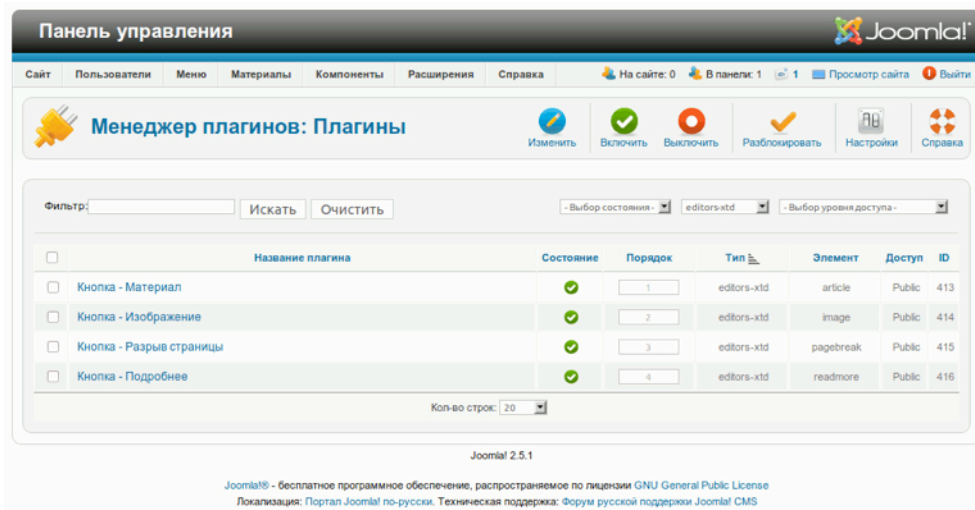 Панель управления
Joomla!
Сайт Пользователи Меню Материалы Компоненты Расширения Справка На сайте: 0 В панели: 1 1 Просмотр сайта Выйти
Менеджер плагинов: Плагины
Изменить Включить Выключить Разблокировать Настройки Справка
Фильтр: Искать Очистить - Выбор состояния - editors-xtd - Выбор уровня доступа -
Название плагина Состояние Порядок Тип Элемент Доступ ID
Кнопка - Материал 1 editors-xtd article Public 413
Кнопка - Изображение 2 editors-xtd image Public 414
Кнопка - Разрыв страницы 3 editors-xtd pagebreak Public 415
Кнопка - Подробнее 4 editors-xtd readmore Public 416
Кол-во строк: 20
Joomla! 2.5.1
Joomla!® - бесплатное программное обеспечение, распространяемое по лицензии GNU General Public License
Локализация: Портал Joomla! по-русски. Техническая поддержка: Форум русской поддержки Joomla! CMS